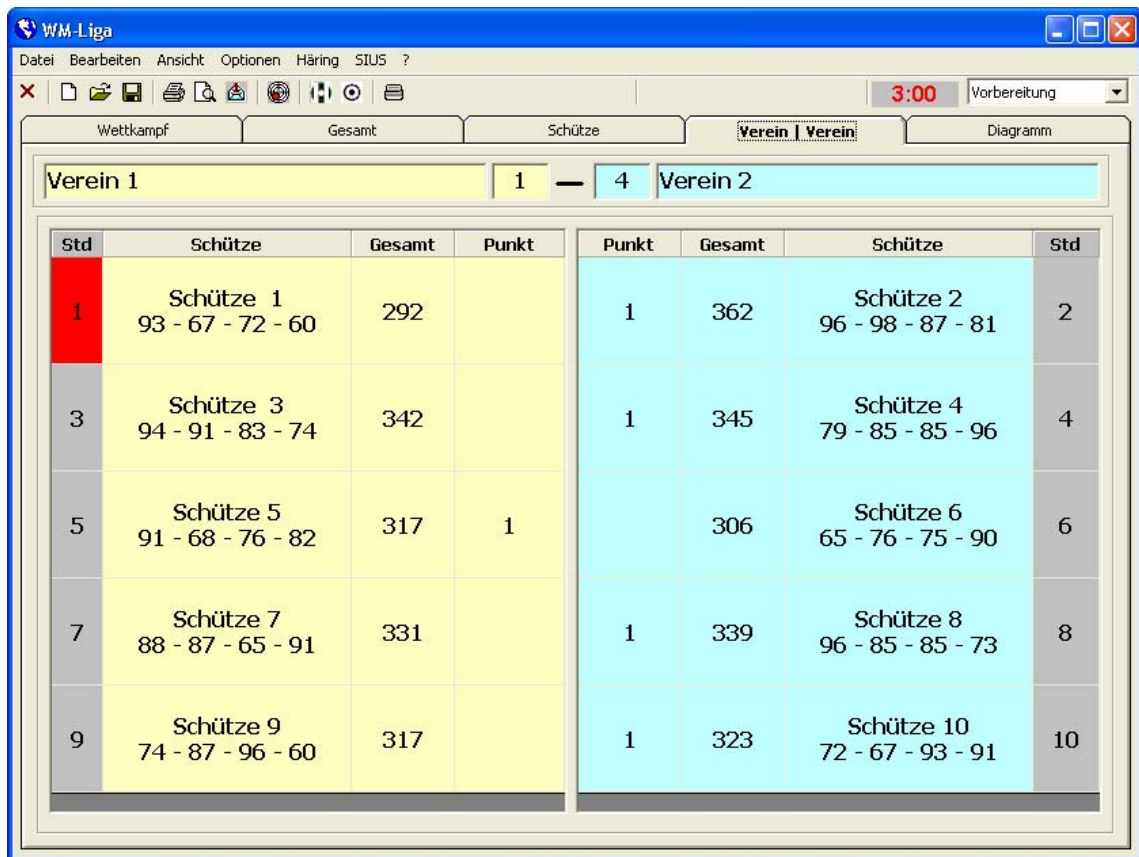 WM-Liga
Datei Bearbeiten Ansicht Optionen Häring SIUS ?
3:00 Vorbereitung
Wettkampf Gesamt Schütze Verein | Verein Diagramm
Verein 1 1 — 4 Verein 2
Std Schütze Gesamt Punkt Punkt Gesamt Schütze Std
1 Schütze 1 292 1 362 Schütze 2 2
93 - 67 - 72 - 60 96 - 98 - 87 - 81
3 Schütze 3 342 1 345 Schütze 4 4
94 - 91 - 83 - 74 79 - 85 - 85 - 96
5 Schütze 5 317 1 306 Schütze 6 6
91 - 68 - 76 - 82 65 - 76 - 75 - 90
7 Schütze 7 331 1 339 Schütze 8 8
88 - 87 - 65 - 91 96 - 85 - 85 - 73
9 Schütze 9 317 1 323 Schütze 10 10
74 - 87 - 96 - 60 72 - 67 - 93 - 91